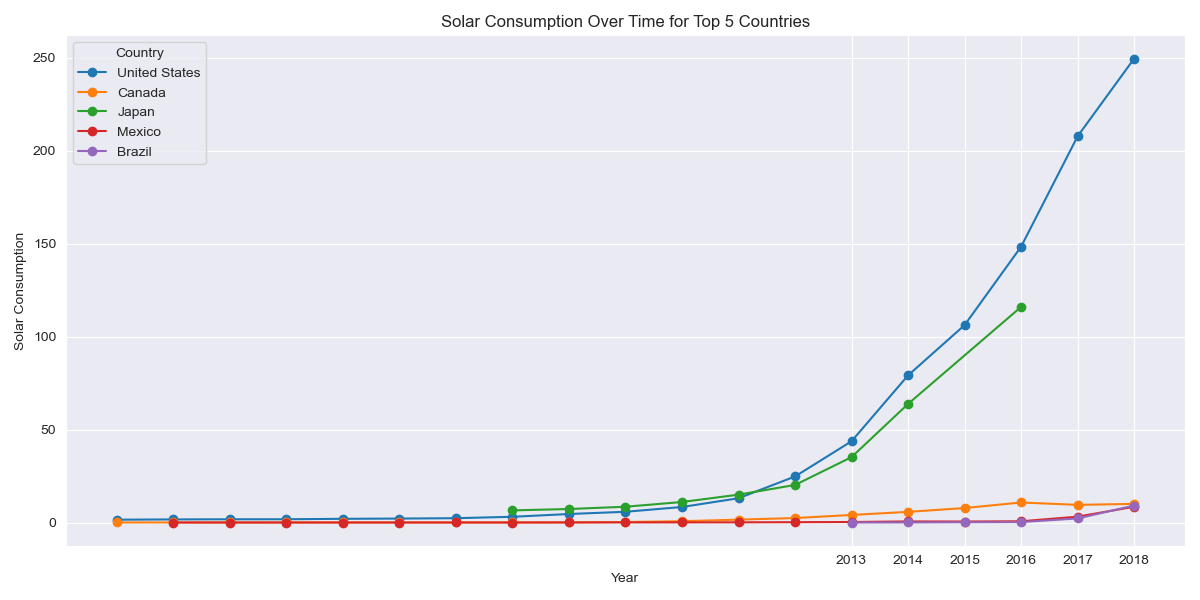 Solar Consumption Over Time for Top 5 Countries
Country
United States
Canada
Japan
Mexico
Brazil
250
200
150
100
50
0
Solar Consumption
2013 2014 2015 2016 2017 2018
Year